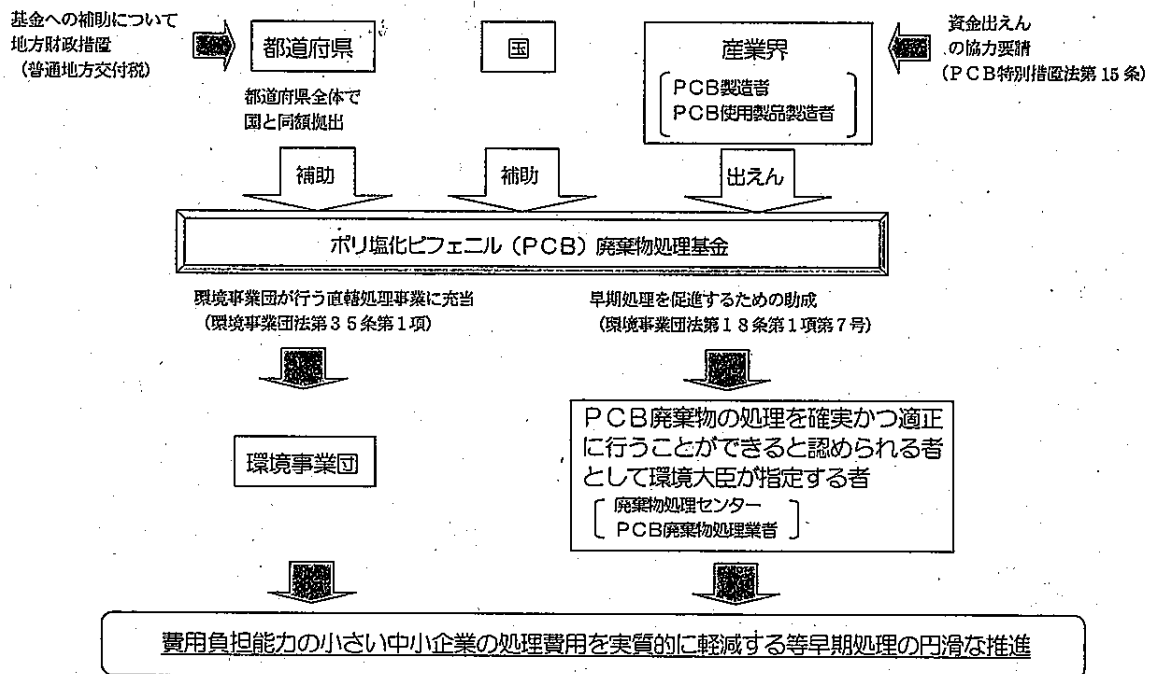 基金への補助について
地方財政措置
(普通地方交付税)
都道府県
国
産業界
PCB製造者
PCB使用製品製造者
資金出えん
の協力要請
(PCB特別措置法第15条)
都道府県全体で
国と同額拠出
補助
補助
出えん
ポリ塩化ビフェニル(PCB)廃棄物処理基金
環境事業団が行う直轄処理事業に充当
(環境事業団法第35条第1項)
早期処理を促進するための助成
(環境事業団法第18条第1項第7号)
環境事業団
PCB廃棄物の処理を確実かつ適正
に行うことができると認められる者
として環境大臣が指定する者
廃棄物処理センター
PCB廃棄物処理業者
費用負担能力の小さい中小企業の処理費用を実質的に軽減する等早期処理の円滑な推進